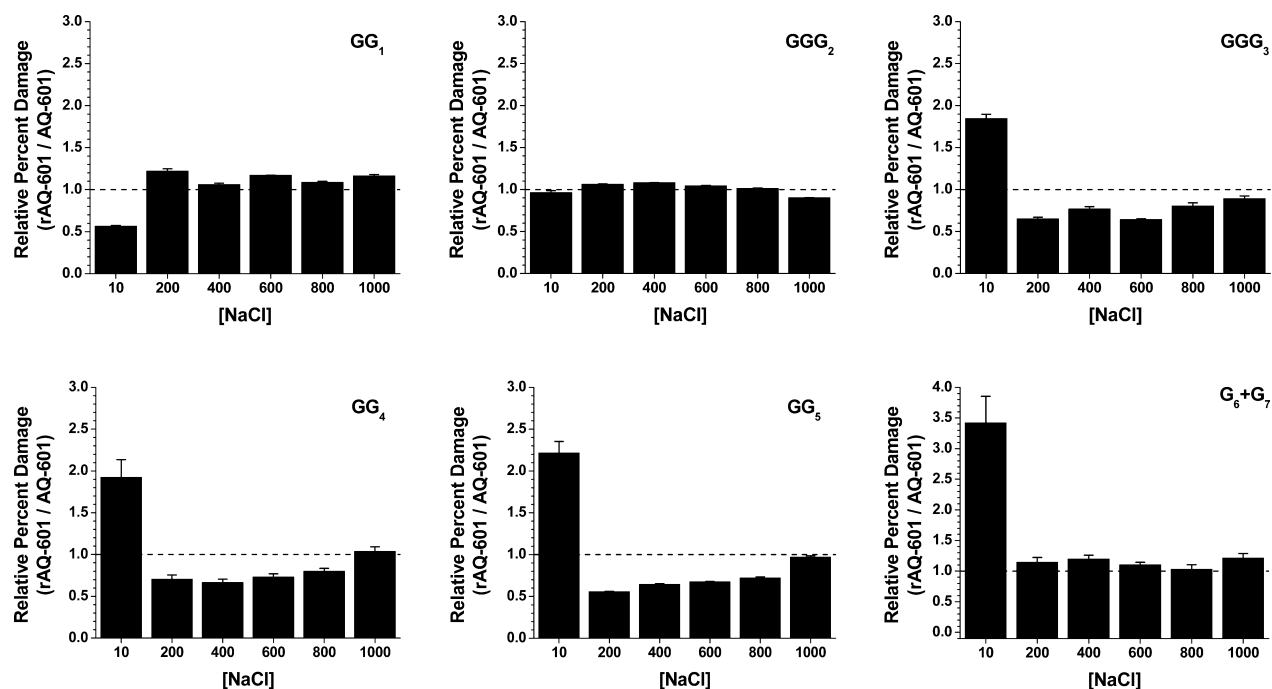 GG₁
Relative Percent Damage
(rAQ-601 / AQ-601)
3.0
2.5
2.0
1.5
1.0
0.5
0.0
10 200 400 600 800 1000
[NaCl]
GGG₂
Relative Percent Damage
(rAQ-601 / AQ-601)
3.0
2.5
2.0
1.5
1.0
0.5
0.0
10 200 400 600 800 1000
[NaCl]
GGG₃
Relative Percent Damage
(rAQ-601 / AQ-601)
3.0
2.5
2.0
1.5
1.0
0.5
0.0
10 200 400 600 800 1000
[NaCl]
GG₄
Relative Percent Damage
(rAQ-601 / AQ-601)
3.0
2.5
2.0
1.5
1.0
0.5
0.0
10 200 400 600 800 1000
[NaCl]
GG₅
Relative Percent Damage
(rAQ-601 / AQ-601)
3.0
2.5
2.0
1.5
1.0
0.5
0.0
10 200 400 600 800 1000
[NaCl]
G₆+G₇
Relative Percent Damage
(rAQ-601 / AQ-601)
4.0
3.5
3.0
2.5
2.0
1.5
1.0
0.5
0.0
10 200 400 600 800 1000
[NaCl]